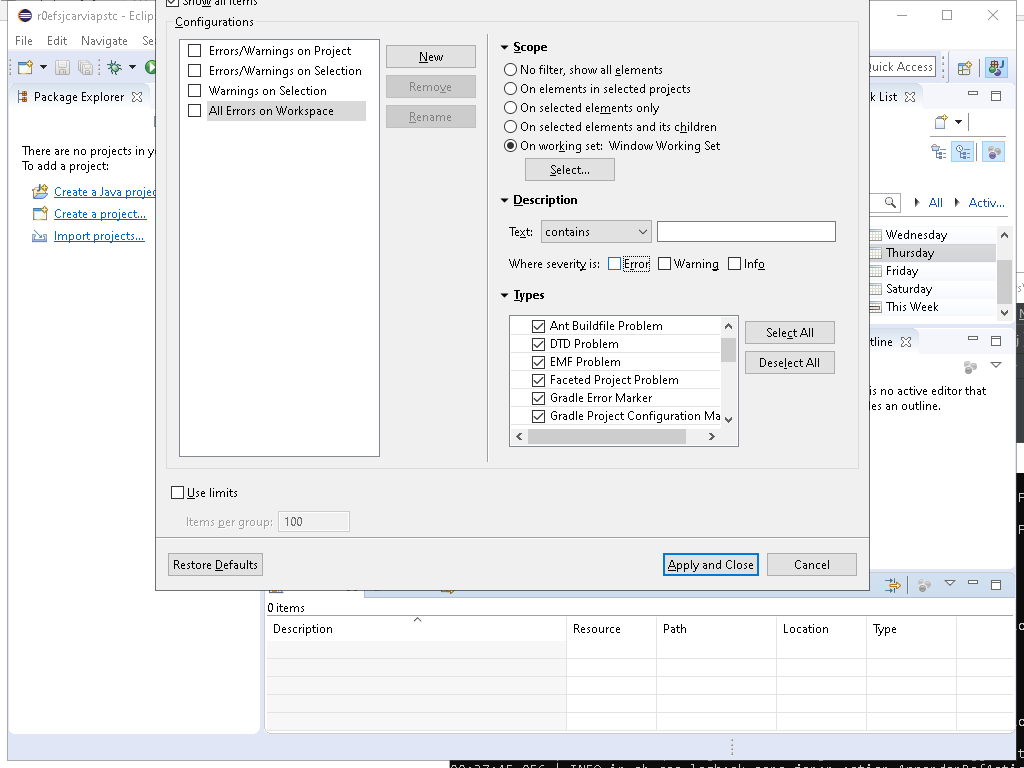 r0efsjcarviapstc - Eclip
Show all items
File Edit Navigate Se
Configurations
Errors/Warnings on Project
Errors/Warnings on Selection
Warnings on Selection
All Errors on Workspace
New
Remove
Rename
Scope
No filter, show all elements
On elements in selected projects
On selected elements only
On selected elements and its children
On working set: Window Working Set
Select...
Description
Text: contains
Where severity is: Error Warning Info
Types
Ant Buildfile Problem
DTD Problem
EMF Problem
Faceted Project Problem
Gradle Error Marker
Gradle Project Configuration Ma
Select All
Deselect All
Use limits
Items per group: 100
Restore Defaults
Apply and Close
Cancel
Package Explorer
There are no projects in y
To add a project:
Create a Java projec
Create a project...
Import projects...
Quick Access
k List
All Activ...
Wednesday
Thursday
Friday
Saturday
This Week
tline
is no active editor that
les an outline.
0 items
Description Resource Path Location Type